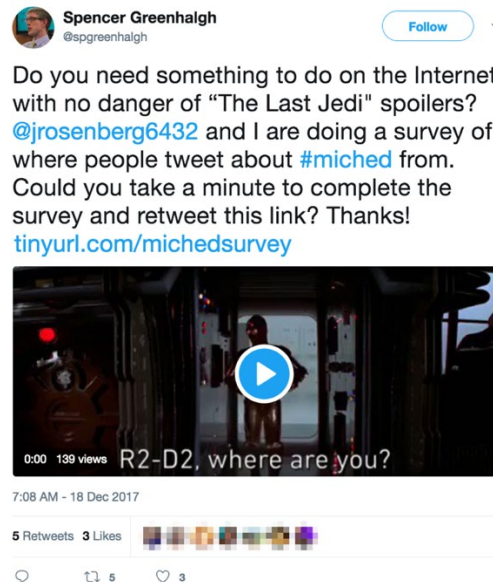 Spencer Greenhalgh
@spgreenhalgh
Follow
Do you need something to do on the Internet
with no danger of “The Last Jedi" spoilers?
@jrosenberg6432 and I are doing a survey of
where people tweet about #miched from.
Could you take a minute to complete the
survey and retweet this link? Thanks!
tinyurl.com/michedsurvey
0:00 139 views R2-D2, where are you?
7:08 AM - 18 Dec 2017
5 Retweets 3 Likes
5 3